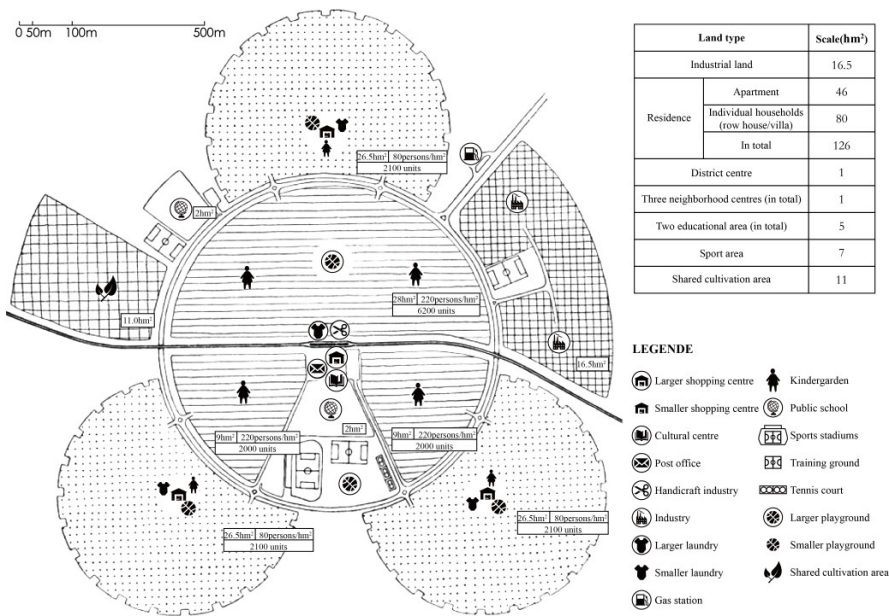 0 50m 100m 500m
26.5hm² 80persons/hm²
2100 units
2hm²
28hm² 220persons/hm²
6200 units
11.0hm²
16.5hm²
2hm²
9hm² 220persons/hm²
2000 units
9hm² 220persons/hm²
2000 units
26.5hm² 80persons/hm²
2100 units
26.5hm² 80persons/hm²
2100 units
Land type Scale(hm²)
Industrial land 16.5
Residence
Apartment 46
Individual households
(row house/villa) 80
In total 126
District centre 1
Three neighborhood centres (in total) 1
Two educational area (in total) 5
Sport area 7
Shared cultivation area 11
LEGENDE
Larger shopping centre
Smaller shopping centre
Cultural centre
Post office
Handicraft industry
Industry
Larger laundry
Smaller laundry
Gas station
Kindergarden
Public school
Sports stadiums
Training ground
Tennis court
Larger playground
Smaller playground
Shared cultivation area